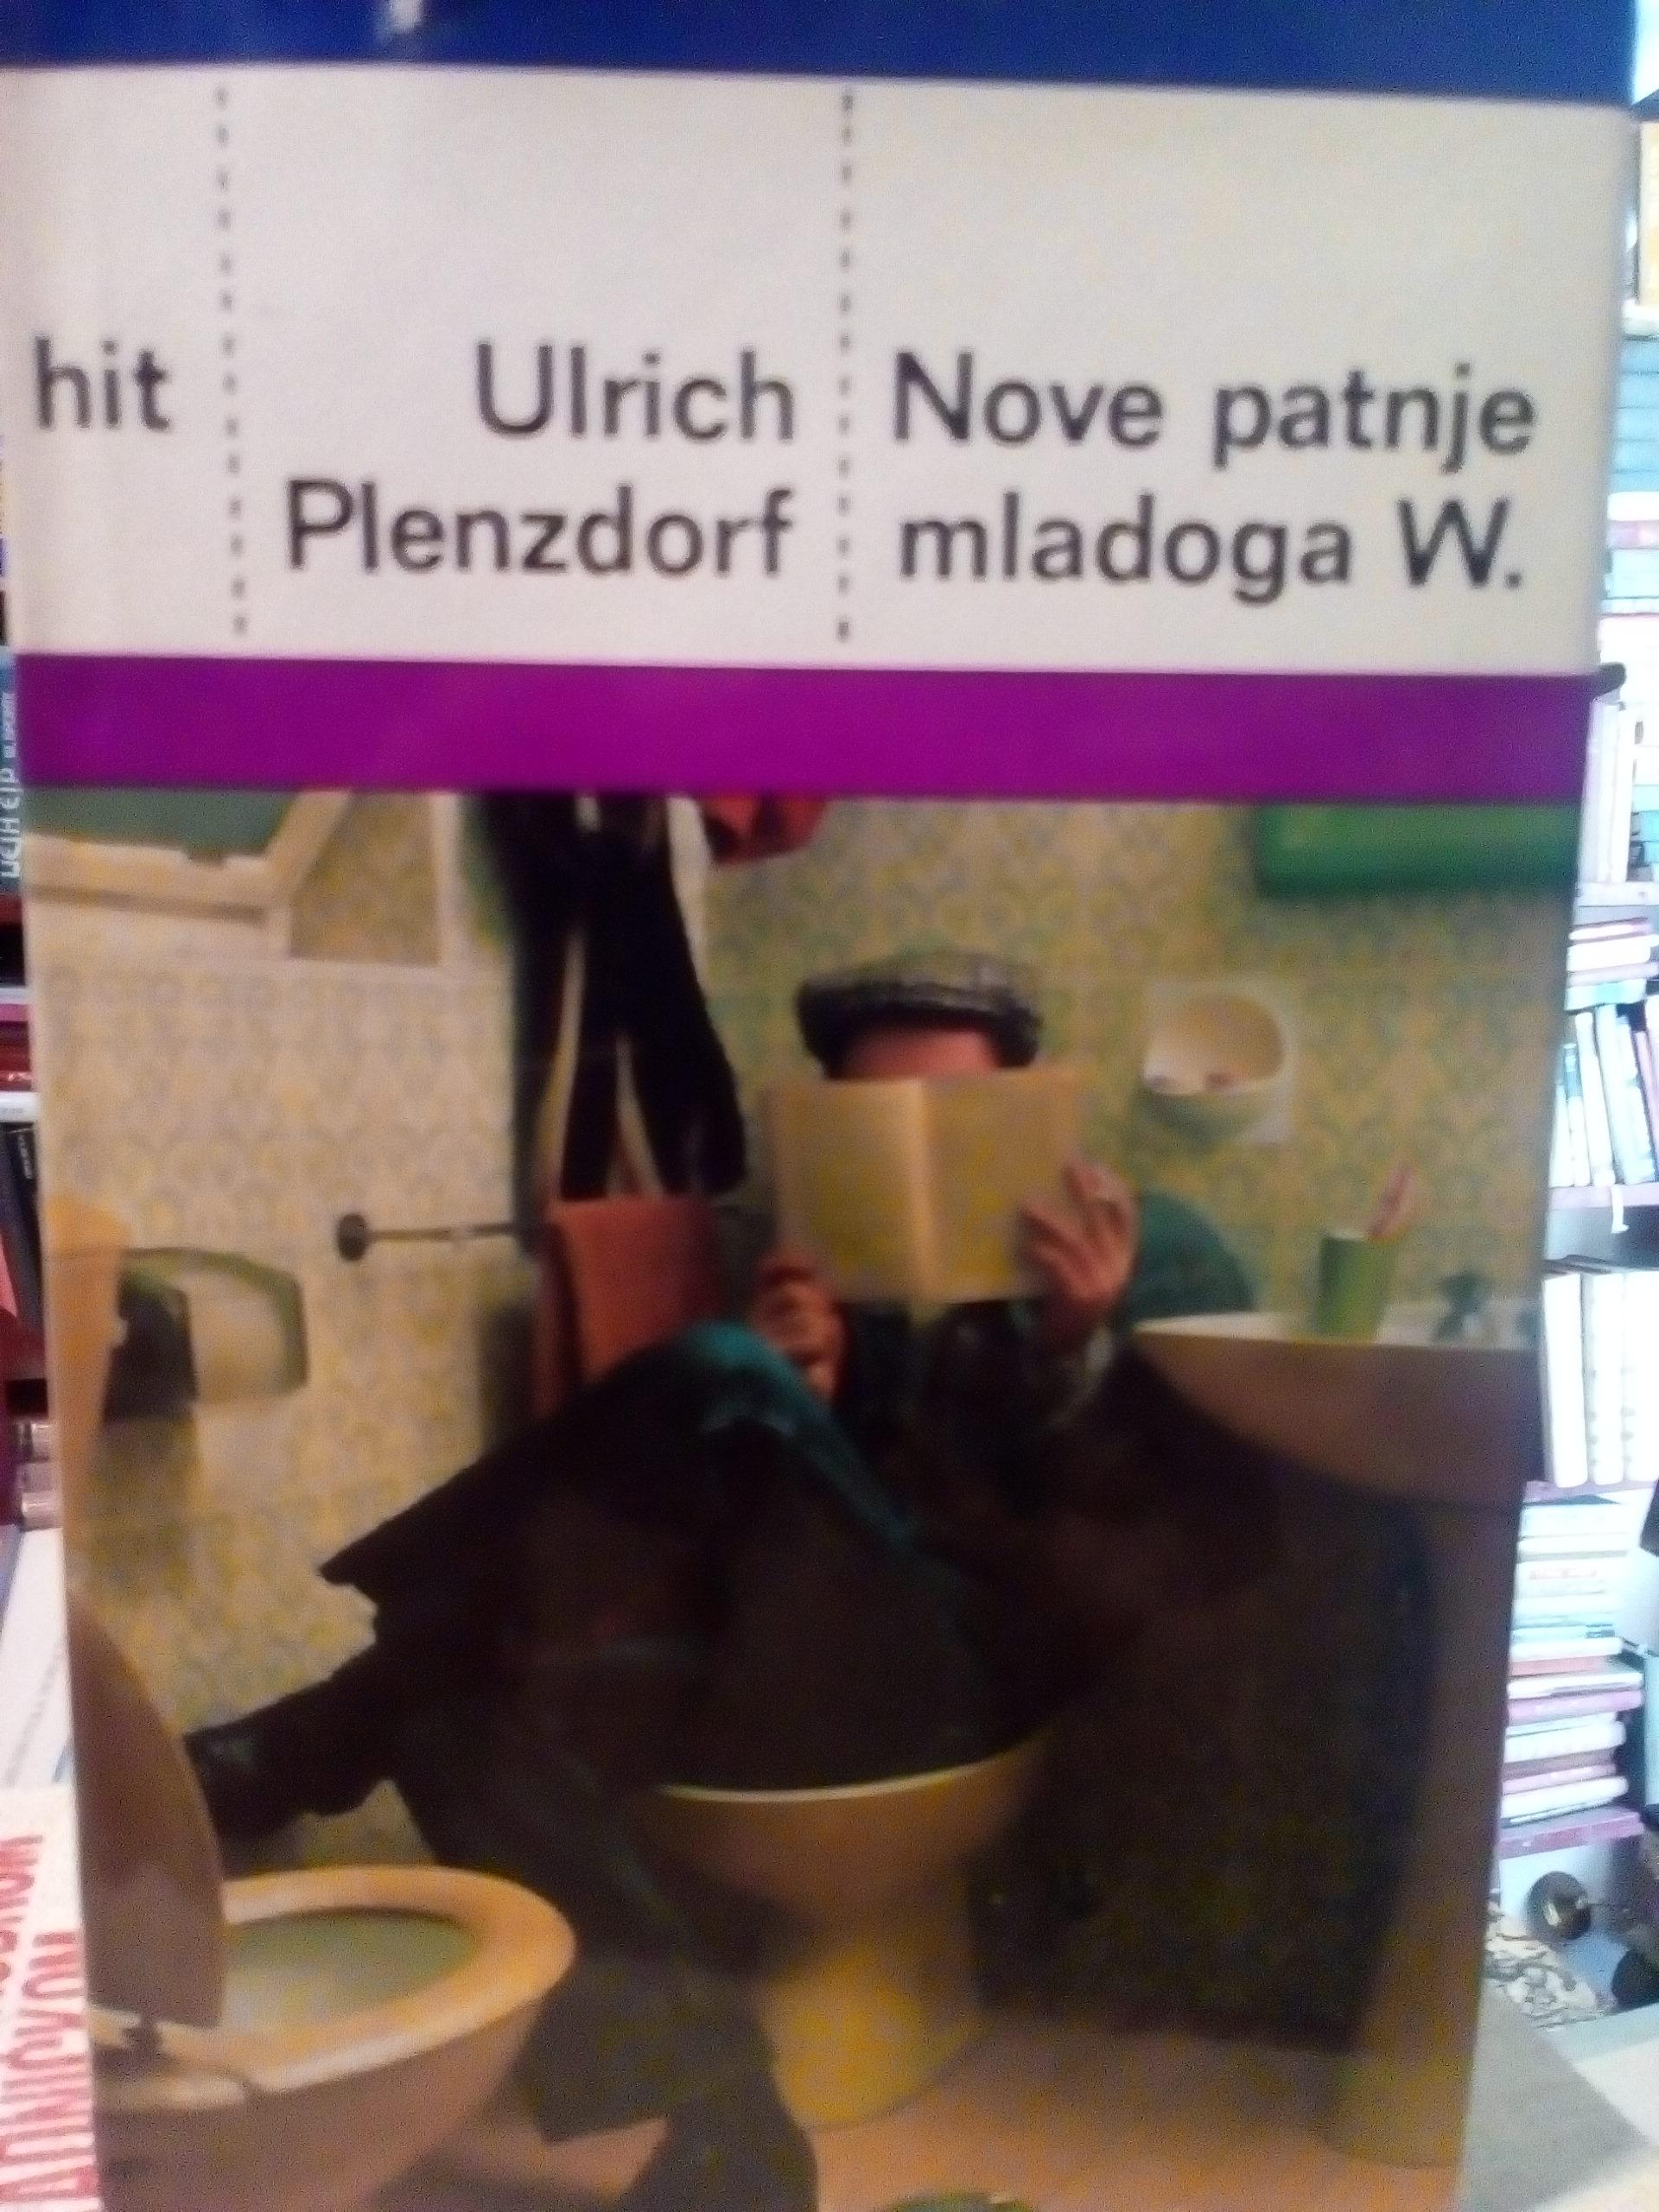 hit
Ulrich
Plenzdorf
Nove patnje
mladoga W.